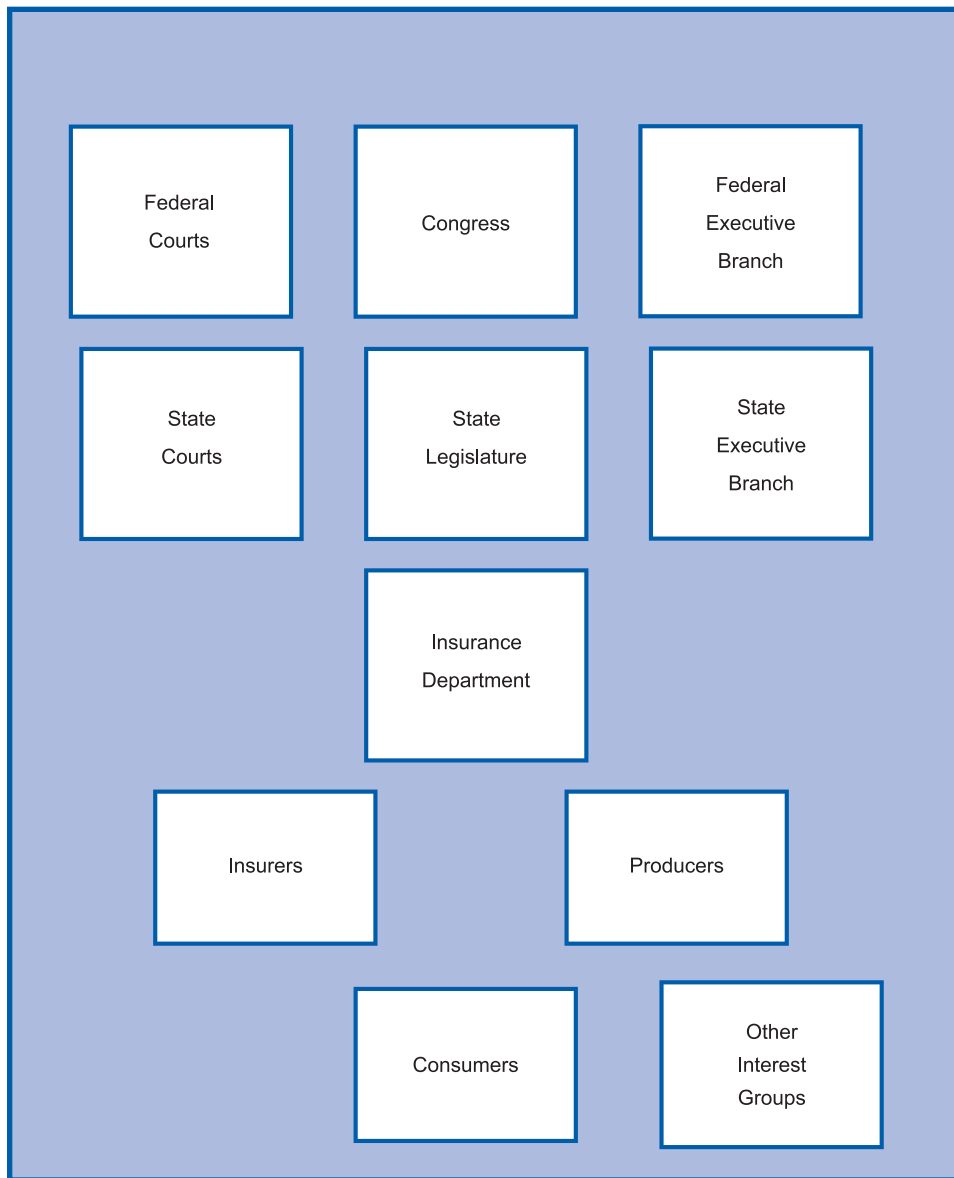 Federal
Courts
Congress
Federal
Executive
Branch
State
Courts
State
Legislature
State
Executive
Branch
Insurance
Department
Insurers
Producers
Consumers
Other
Interest
Groups